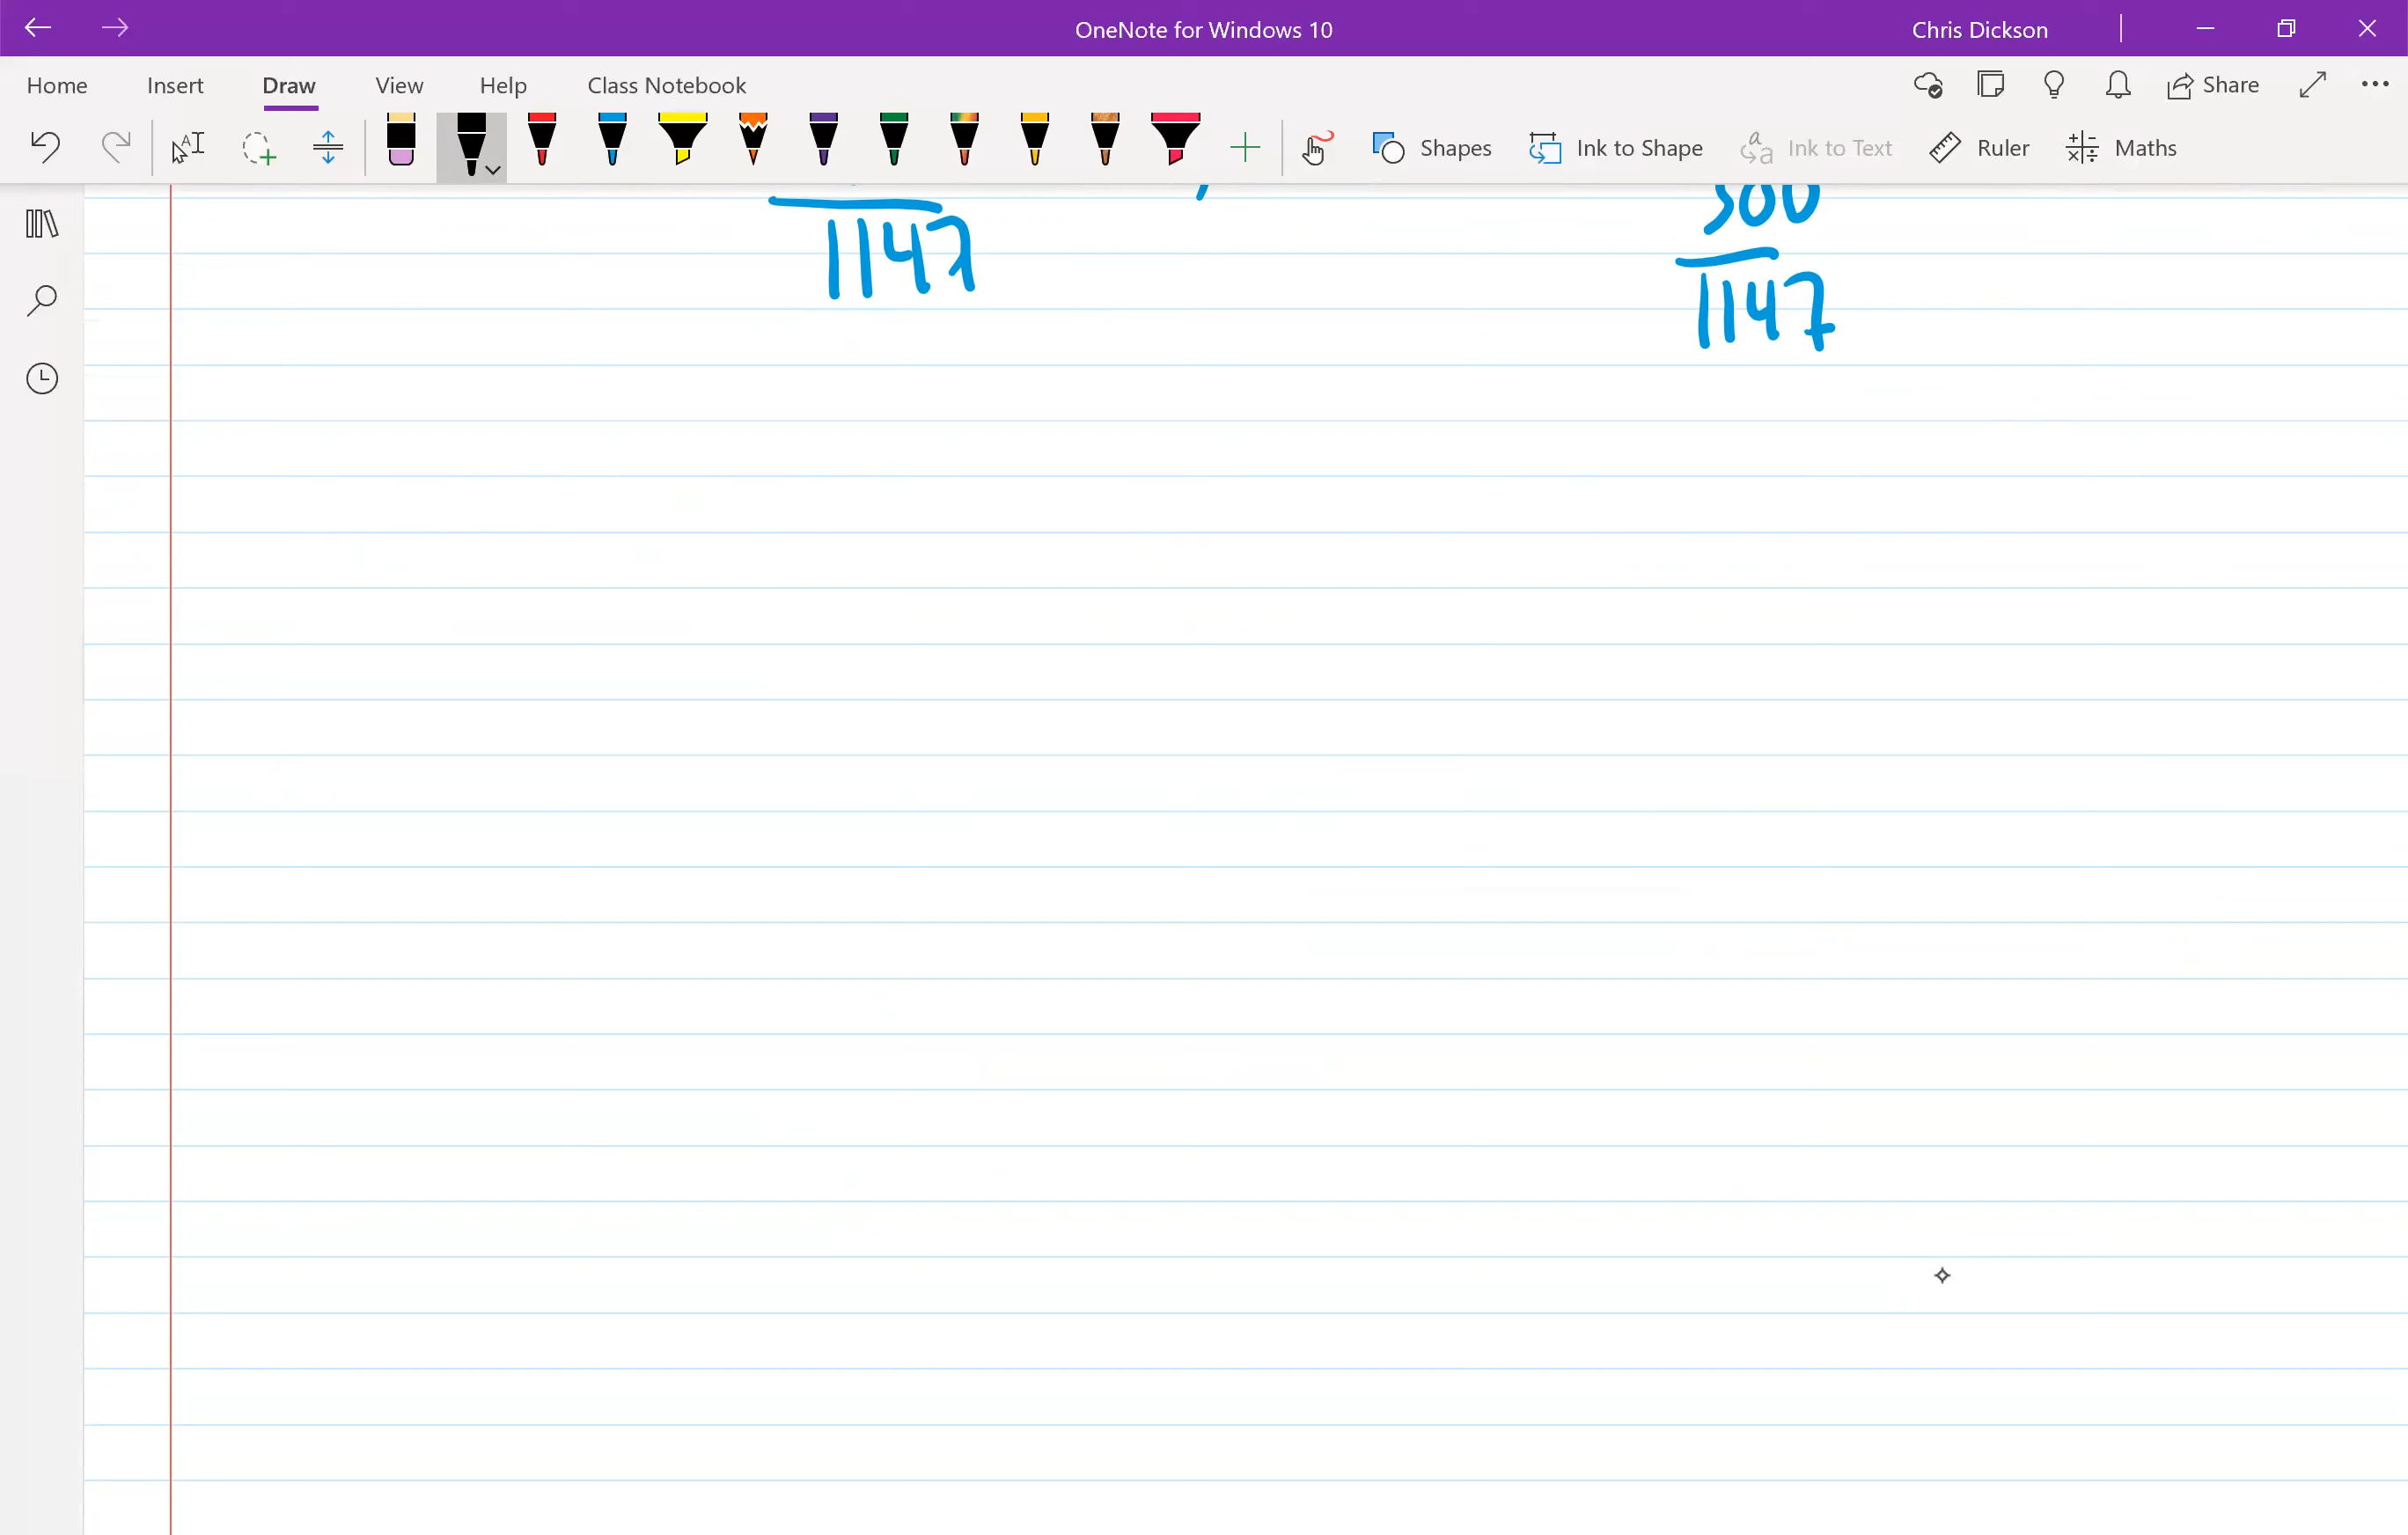 OneNote for Windows 10
Chris Dickson
Home Insert Draw View Help Class Notebook
Share
Shapes Ink to Shape Ink to Text Ruler Maths
1147
1147